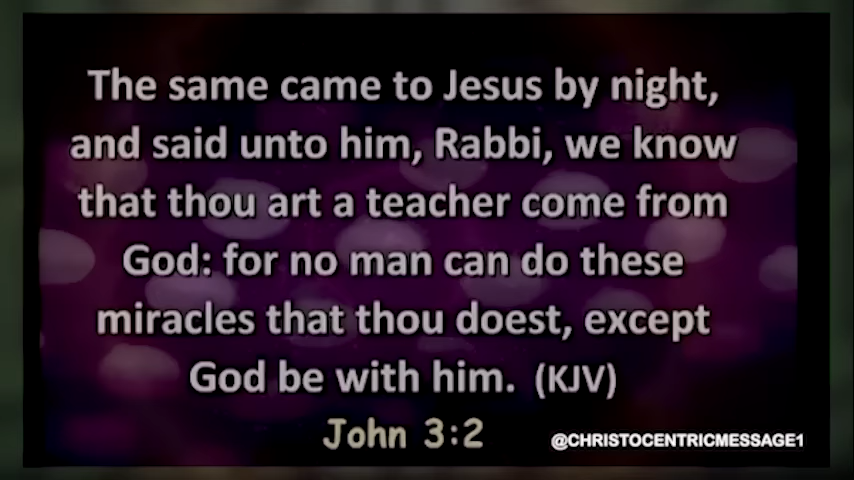 The same came to Jesus by night,
and said unto him, Rabbi, we know
that thou art a teacher come from
God: for no man can do these
miracles that thou doest, except
God be with him. (KJV)
John 3:2
@CHRISTOCENTRICMESSAGE1